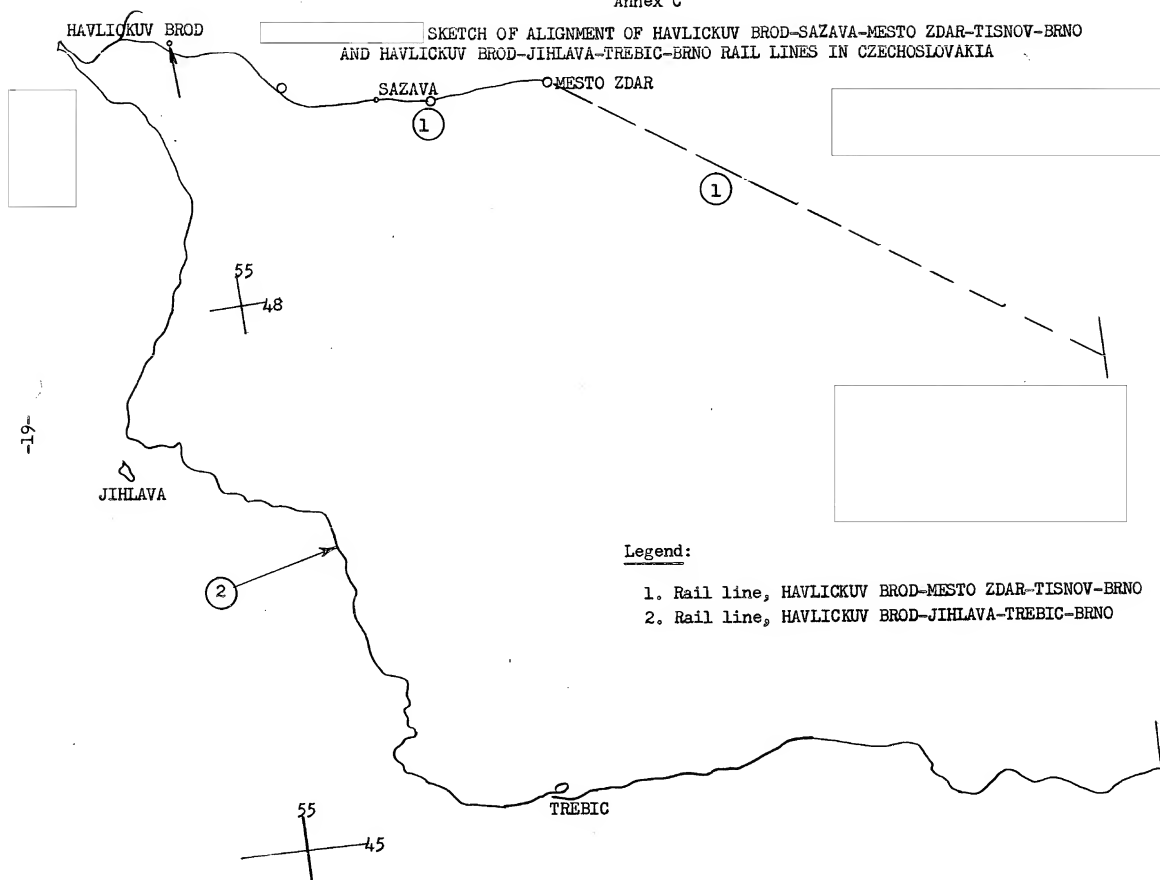 Annex C
SKETCH OF ALIGNMENT OF HAVLICKUV BROD-SAZAVA-MESTO ZDAR-TISNOV-BRNO
AND HAVLICKUV BROD-JIHLAVA-TREBIC-BRNO RAIL LINES IN CZECHOSLOVAKIA
HAVLICKUV BROD
SAZAVA
MESTO ZDAR
1
1
55
48
-19-
JIHLAVA
2
Legend:
1. Rail line, HAVLICKUV BROD-MESTO ZDAR-TISNOV-BRNO
2. Rail line, HAVLICKUV BROD-JIHLAVA-TREBIC-BRNO
TREBIC
55
45